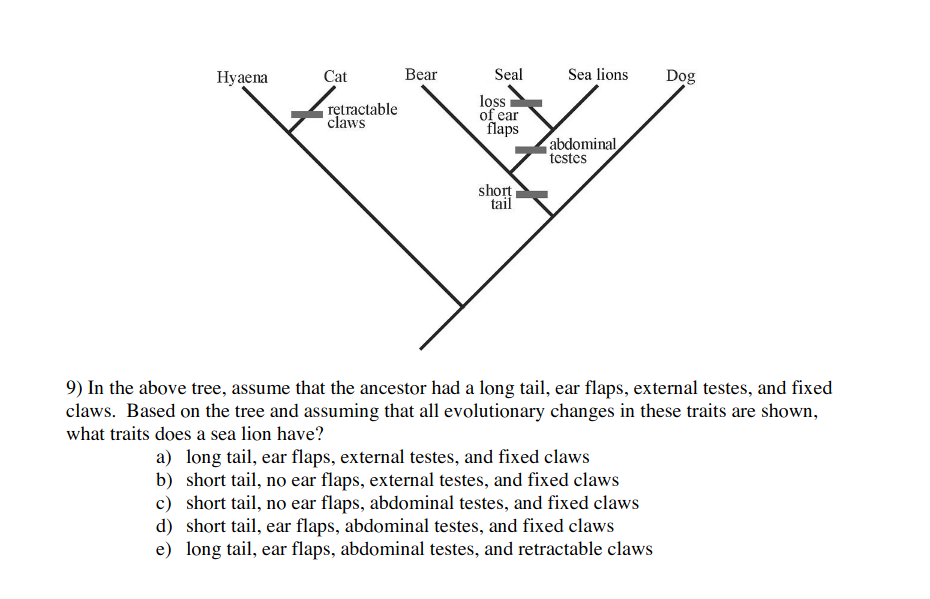 Hyaena Cat Bear Seal Sea lions Dog
retractable
claws
loss
of ear
flaps
abdominal
testes
short
tail
9) In the above tree, assume that the ancestor had a long tail, ear flaps, external testes, and fixed
claws. Based on the tree and assuming that all evolutionary changes in these traits are shown,
what traits does a sea lion have?
a) long tail, ear flaps, external testes, and fixed claws
b) short tail, no ear flaps, external testes, and fixed claws
c) short tail, no ear flaps, abdominal testes, and fixed claws
d) short tail, ear flaps, abdominal testes, and fixed claws
e) long tail, ear flaps, abdominal testes, and retractable claws